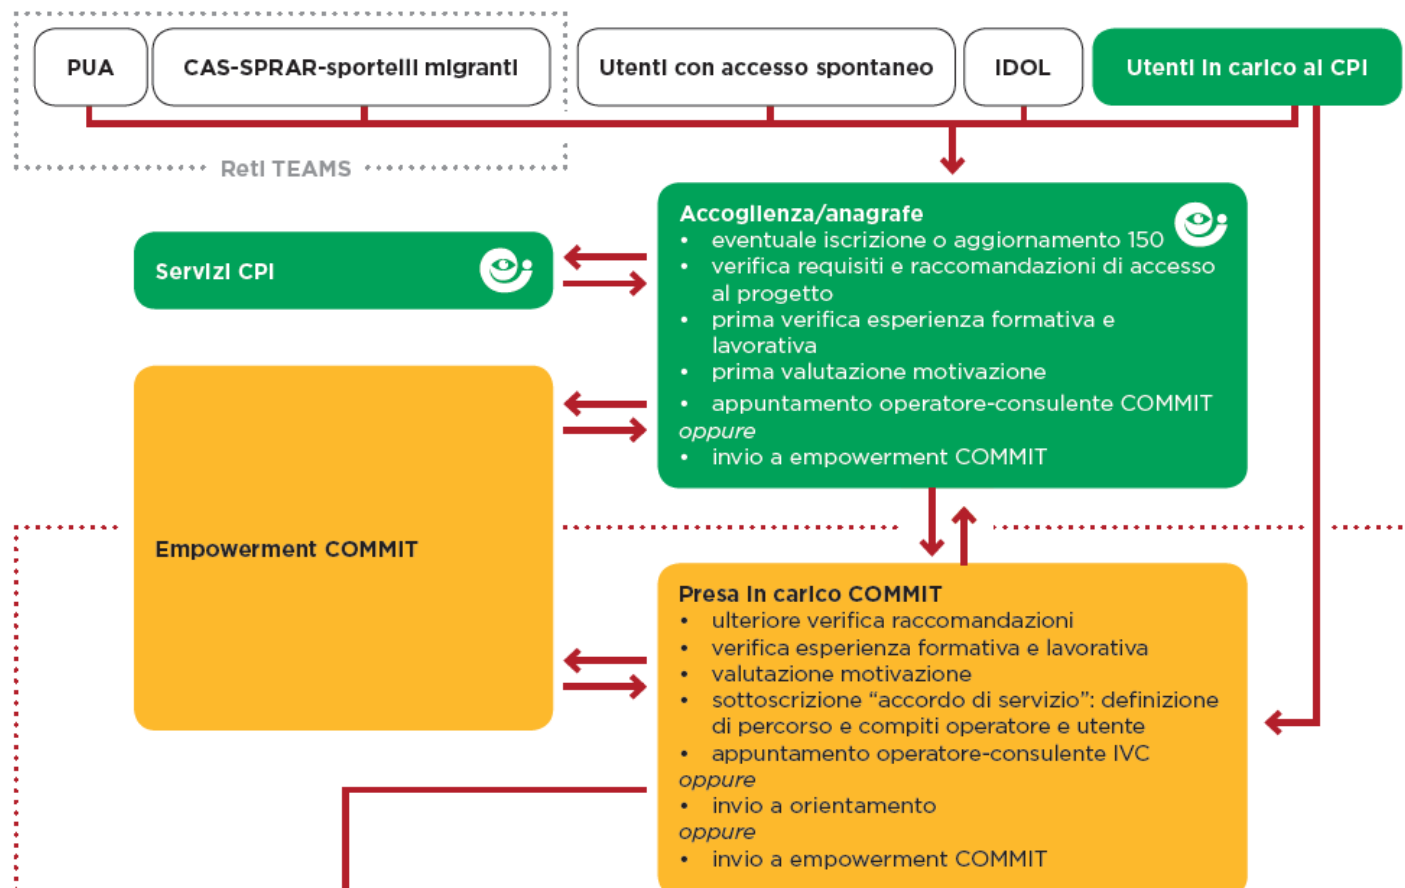 PUA
CAS-SPRAR-sportelli migranti
Utenti con accesso spontaneo
IDOL
Utenti in carico ai CPI
Reti TEAMS
Accoglienza/anagrafe
• eventuale iscrizione o aggiornamento 150
• verifica requisiti e raccomandazioni di accesso
al progetto
• prima verifica esperienza formativa e
lavorativa
• prima valutazione motivazione
• appuntamento operatore-consulente COMMIT
oppure
• invio a empowerment COMMIT
Servizi CPI
Empowerment COMMIT
Presa in carico COMMIT
• ulteriore verifica raccomandazioni
• verifica esperienza formativa e lavorativa
• valutazione motivazione
• sottoscrizione “accordo di servizio”: definizione
di percorso e compiti operatore e utente
• appuntamento operatore-consulente IVC
oppure
• invio a orientamento
oppure
• invio a empowerment COMMIT